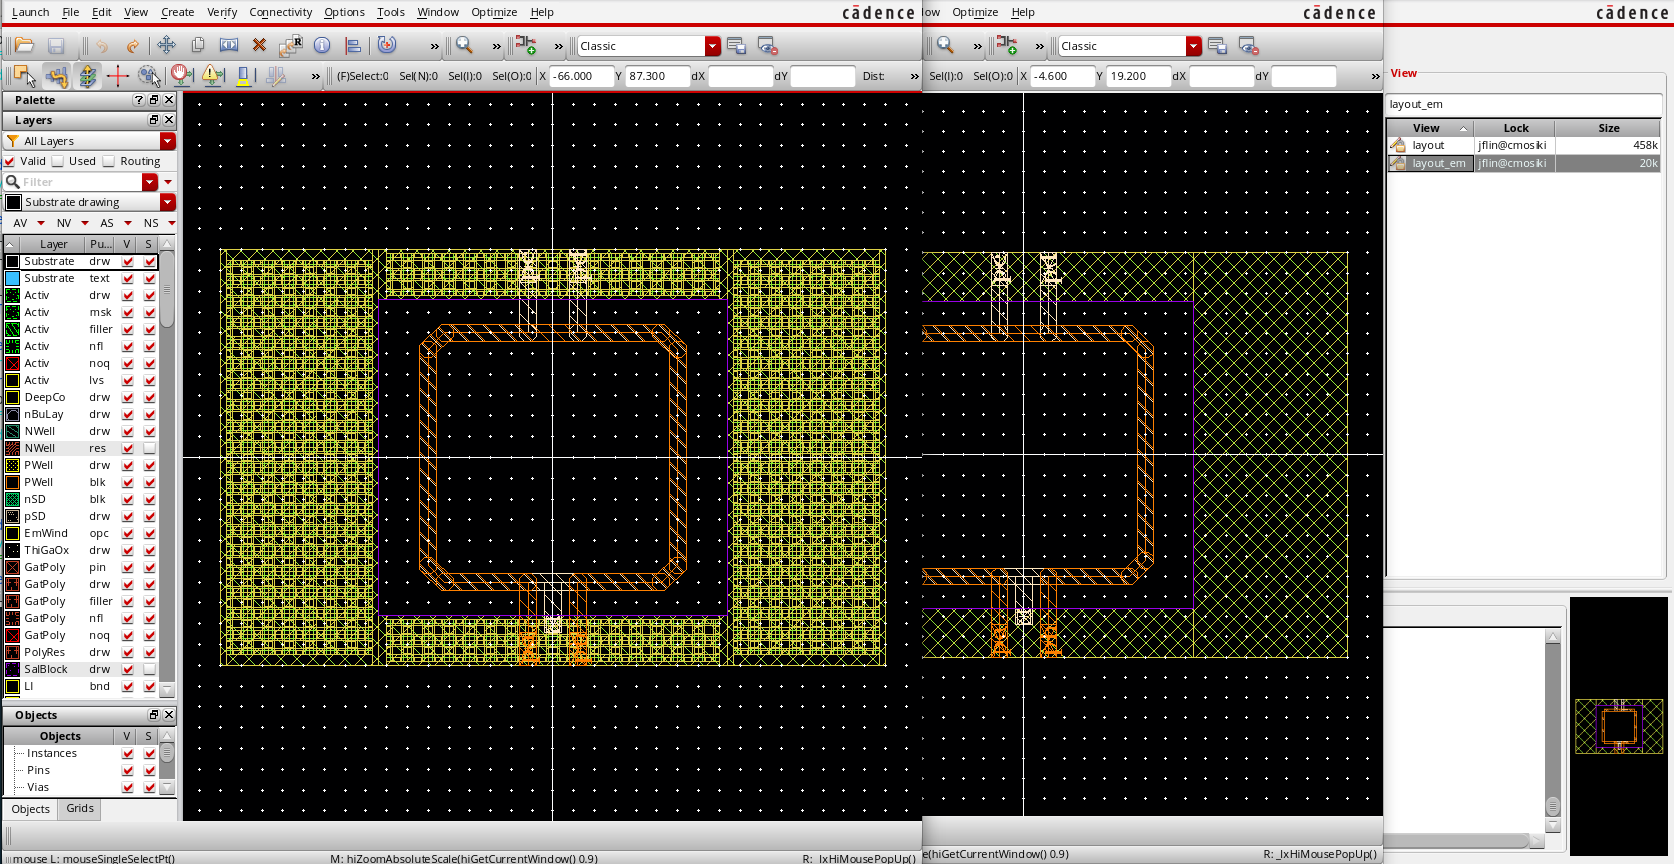 Launch File Edit View Create Verify Connectivity Options Tools Window Optimize Help cādence
low Optimize Help cādence
cādence
» » » Classic
» » Classic
» (F)Select:0 Sel(N):0 Sel(I):0 Sel(O):0 X -66.000 Y 87.300 dX dY Dist: »
Sel(I):0 Sel(O):0 X -4.600 Y 19.200 dX dY »
View
layout_em
View Lock Size
layout jflin@cmosiki 458k
layout_em jflin@cmosiki 20k
Palette
Layers
All Layers
Valid Used Routing
Filter
Substrate drawing
AV NV AS NS
Layer Pu... V S
Substrate drw
Substrate text
Activ drw
Activ msk
Activ filler
Activ nfl
Activ noq
Activ lvs
DeepCo drw
nBuLay drw
NWell drw
NWell res
PWell drw
PWell blk
nSD blk
pSD drw
EmWind opc
ThiGaOx drw
GatPoly pin
GatPoly drw
GatPoly filler
GatPoly nfl
GatPoly noq
PolyRes drw
SalBlock drw
LI bnd
Objects
Objects V S
Instances
Pins
Vias
Objects Grids
mouse L: mouseSingleSelectPt() M: hiZoomAbsoluteScale(hiGetCurrentWindow() 0.9) R: _lxHiMousePopUp()
e(hiGetCurrentWindow() 0.9) R: _lxHiMousePopUp()